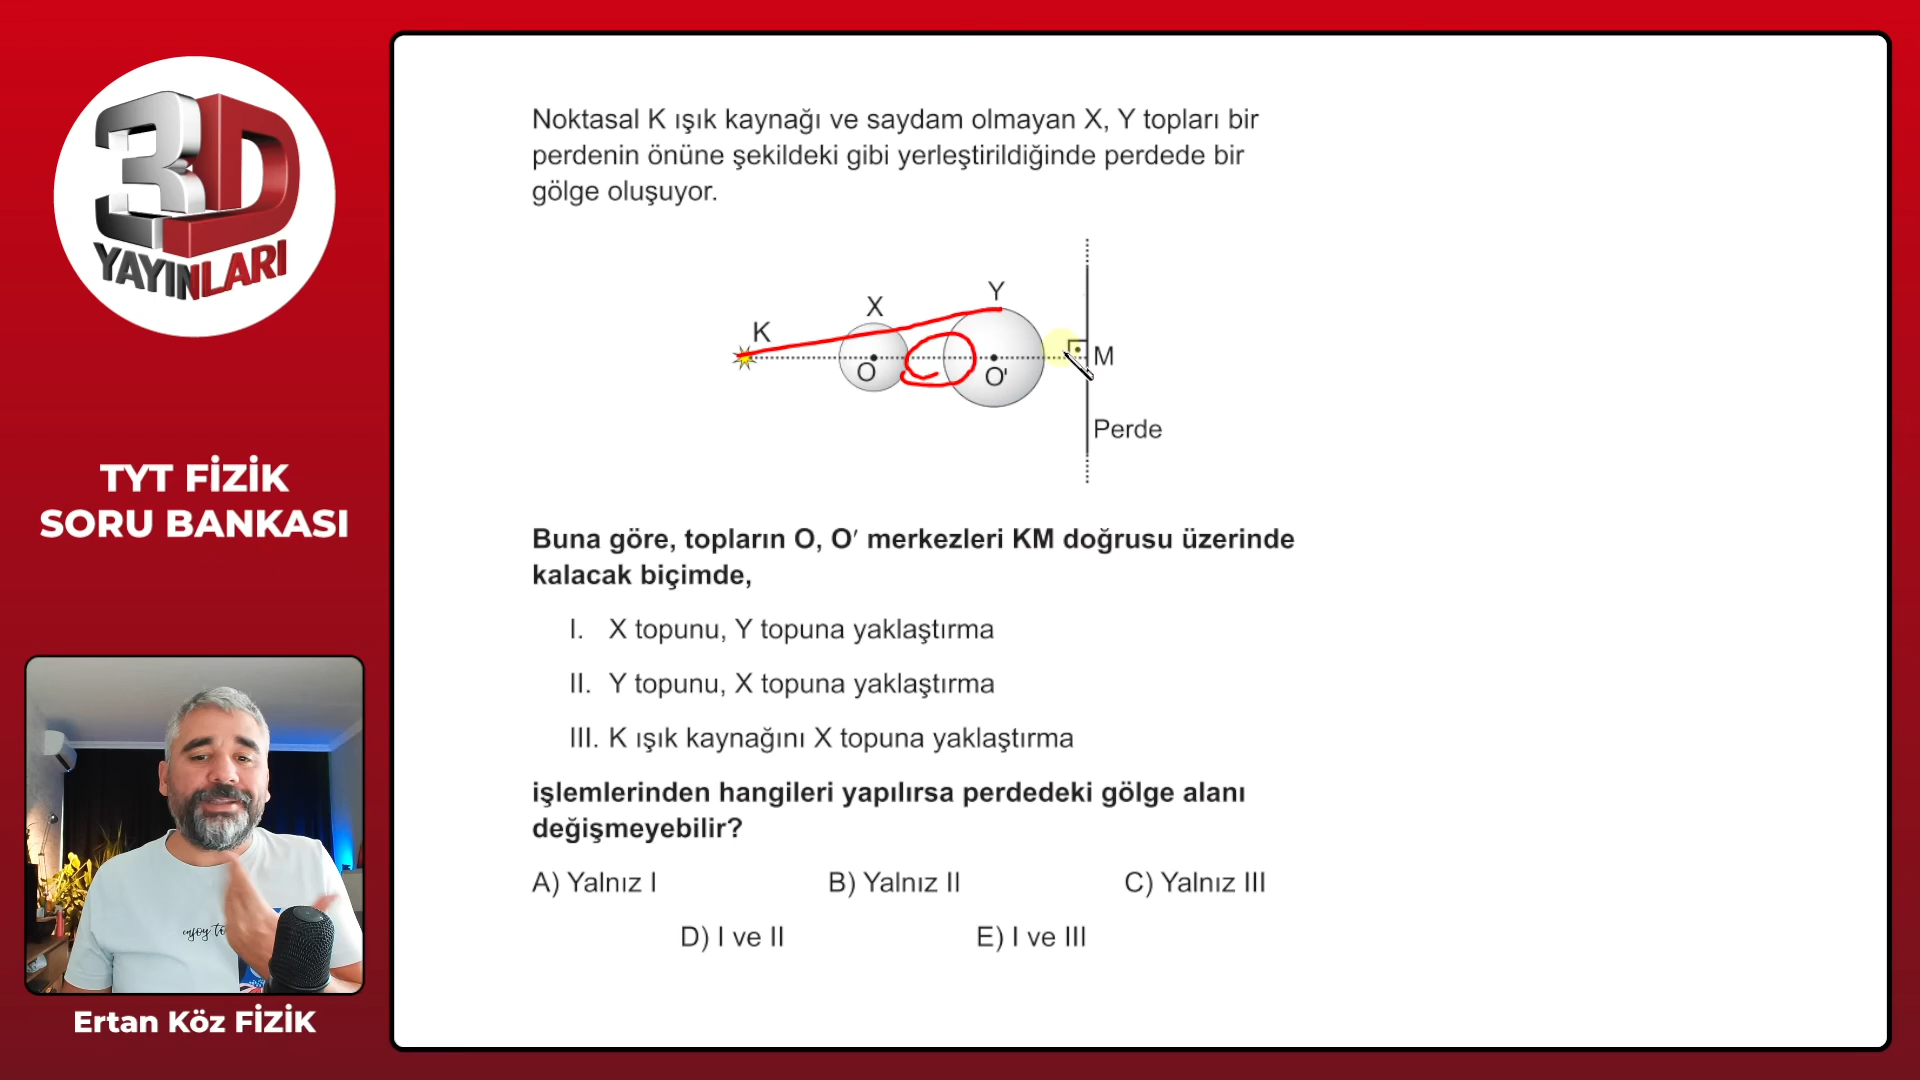 3D
YAYINLARI
TYT FİZİK
SORU BANKASI
enjoy to
Ertan Köz FİZİK
Noktasal K ışık kaynağı ve saydam olmayan X, Y topları bir
perdenin önüne şekildeki gibi yerleştirildiğinde perdede bir
gölge oluşuyor.
K
X
Y
O
O'
M
Perde
Buna göre, topların O, O′ merkezleri KM doğrusu üzerinde
kalacak biçimde,
I. X topunu, Y topuna yaklaştırma
II. Y topunu, X topuna yaklaştırma
III. K ışık kaynağını X topuna yaklaştırma
işlemlerinden hangileri yapılırsa perdedeki gölge alanı
değişmeyebilir?
A) Yalnız I B) Yalnız II C) Yalnız III
D) I ve II E) I ve III